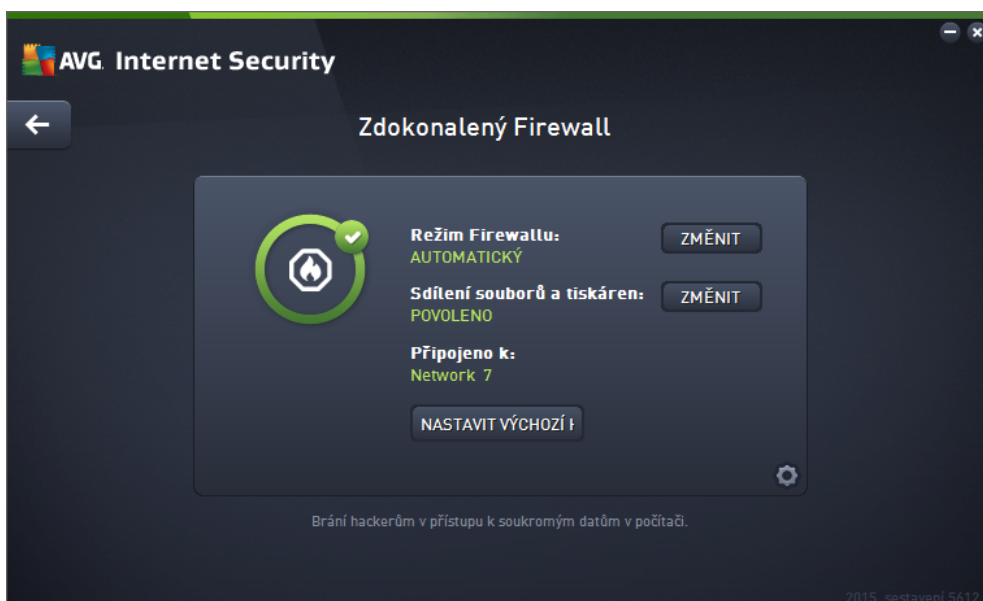 AVG Internet Security
Zdokonalený Firewall
Režim Firewallu:
ZMĚNIT
AUTOMATICKÝ
Sdílení souborů a tiskáren:
ZMĚNIT
POVOLENO
Připojeno k:
Network 7
NASTAVIT VÝCHOZÍ
Brání hackerům v přístupu k soukromým datům v počítači.
2015, sestavení 5612